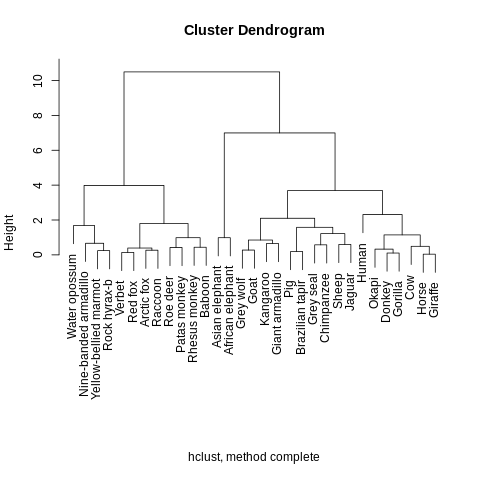 Cluster Dendrogram
Height
10
8
6
4
2
0
Water opossum
Nine-banded armadillo
Yellow-bellied marmot
Rock hyrax-b
Verbet
Red fox
Arctic fox
Raccoon
Roe deer
Patas monkey
Rhesus monkey
Baboon
Asian elephant
African elephant
Grey wolf
Goat
Kangaroo
Giant armadillo
Pig
Brazilian tapir
Grey seal
Chimpanzee
Sheep
Jaguar
Human
Okapi
Donkey
Gorilla
Cow
Horse
Giraffe
hclust, method complete